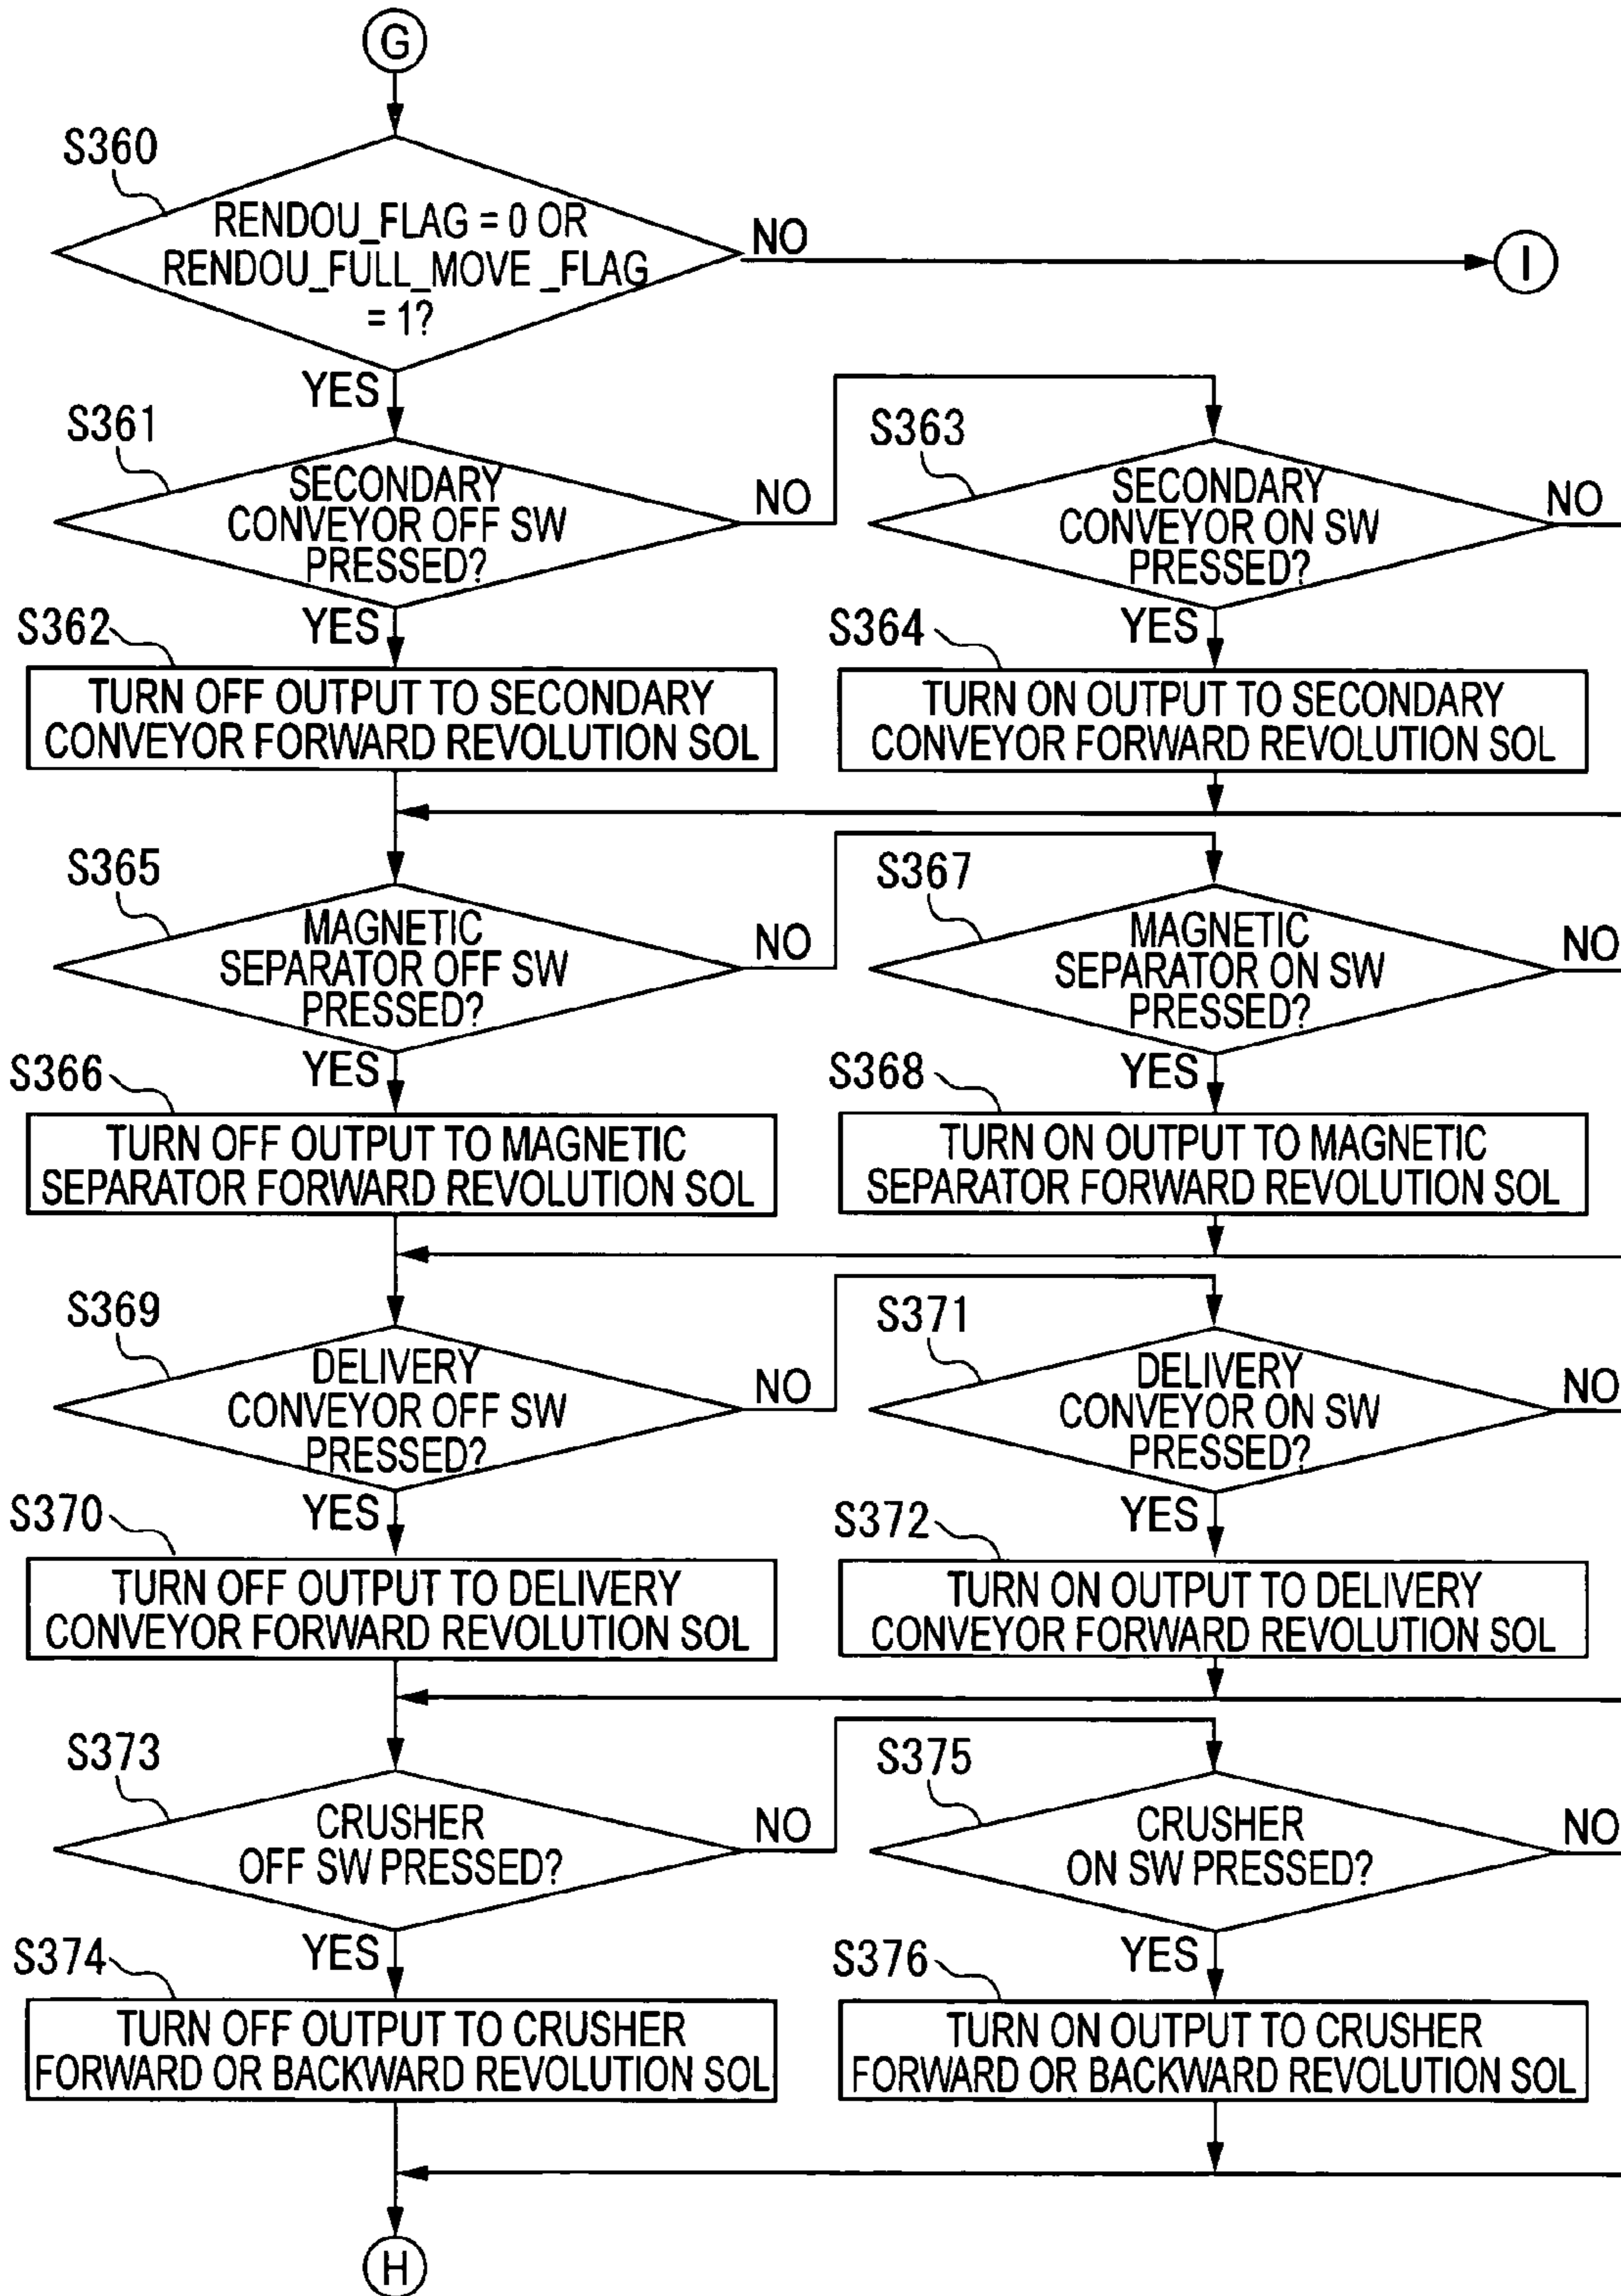 G
S360
RENDOU_FLAG = 0 OR
RENDOU_FULL_MOVE _FLAG
= 1?
NO
I
YES
S361
SECONDARY
CONVEYOR OFF SW
PRESSED?
NO
S363
SECONDARY
CONVEYOR ON SW
PRESSED?
NO
YES
YES
S362
TURN OFF OUTPUT TO SECONDARY
CONVEYOR FORWARD REVOLUTION SOL
S364
TURN ON OUTPUT TO SECONDARY
CONVEYOR FORWARD REVOLUTION SOL
S365
MAGNETIC
SEPARATOR OFF SW
PRESSED?
NO
S367
MAGNETIC
SEPARATOR ON SW
PRESSED?
NO
YES
YES
S366
TURN OFF OUTPUT TO MAGNETIC
SEPARATOR FORWARD REVOLUTION SOL
S368
TURN ON OUTPUT TO MAGNETIC
SEPARATOR FORWARD REVOLUTION SOL
S369
DELIVERY
CONVEYOR OFF SW
PRESSED?
NO
S371
DELIVERY
CONVEYOR ON SW
PRESSED?
NO
YES
YES
S370
TURN OFF OUTPUT TO DELIVERY
CONVEYOR FORWARD REVOLUTION SOL
S372
TURN ON OUTPUT TO DELIVERY
CONVEYOR FORWARD REVOLUTION SOL
S373
CRUSHER
OFF SW PRESSED?
NO
S375
CRUSHER
ON SW PRESSED?
NO
YES
YES
S374
TURN OFF OUTPUT TO CRUSHER
FORWARD OR BACKWARD REVOLUTION SOL
S376
TURN ON OUTPUT TO CRUSHER
FORWARD OR BACKWARD REVOLUTION SOL
H